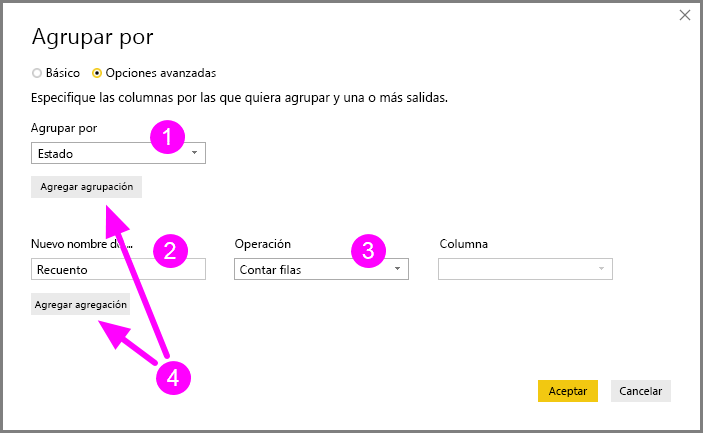 Agrupar por
Básico Opciones avanzadas
Especifique las columnas por las que quiera agrupar y una o más salidas.
Agrupar por
1
Estado
Agregar agrupación
Nuevo nombre de... 2 Operación 3 Columna
Recuento Contar filas
Agregar agregación
4
Aceptar Cancelar